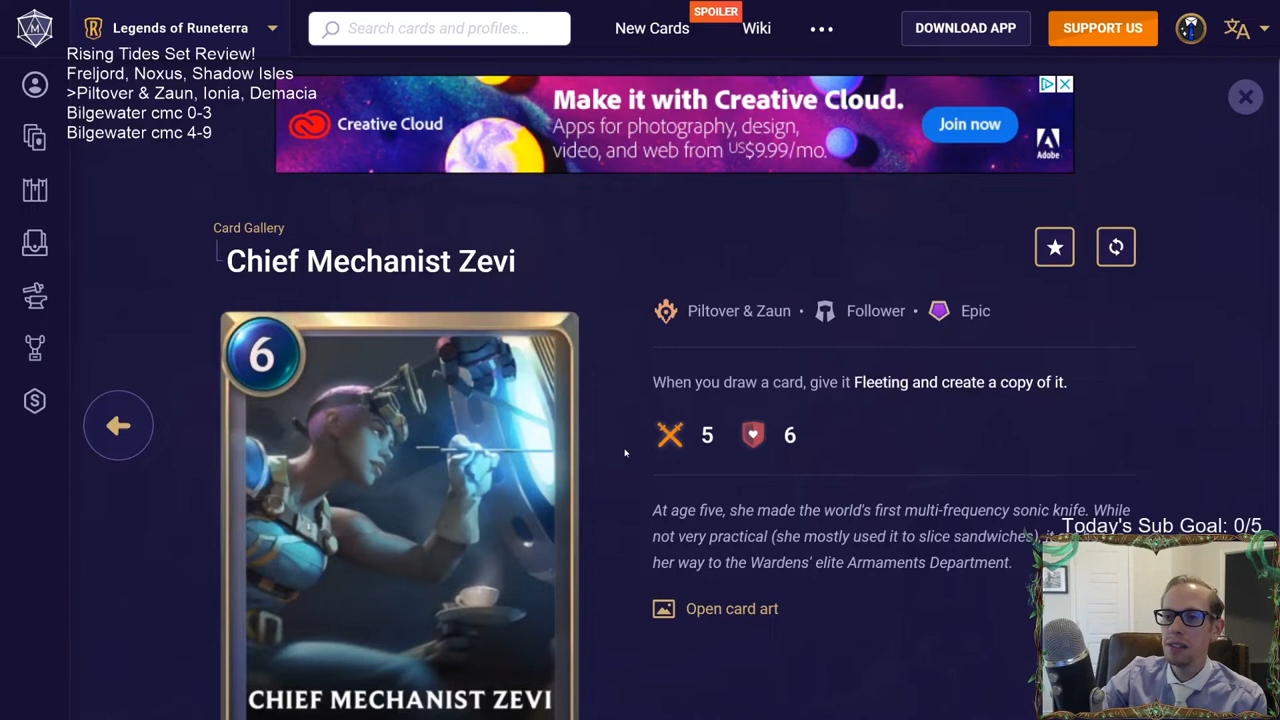 Legends of Runeterra
Search cards and profiles...
New Cards
SPOILER
Wiki
DOWNLOAD APP
SUPPORT US
Rising Tides Set Review!
Freljord, Noxus, Shadow Isles
>Piltover & Zaun, Ionia, Demacia
Bilgewater cmc 0-3
Bilgewater cmc 4-9
Creative Cloud
Make it with Creative Cloud.
Apps for photography, design,
video, and web from US$9.99/mo.
Join now
Adobe
Card Gallery
Chief Mechanist Zevi
6
Piltover & Zaun • Follower • Epic
When you draw a card, give it Fleeting and create a copy of it.
5 6
At age five, she made the world's first multi-frequency sonic knife. While
not very practical (she mostly used it to slice sandwiches),
her way to the Wardens' elite Armaments Department.
Open card art
CHIEF MECHANIST ZEVI
Today's Sub Goal: 0/5